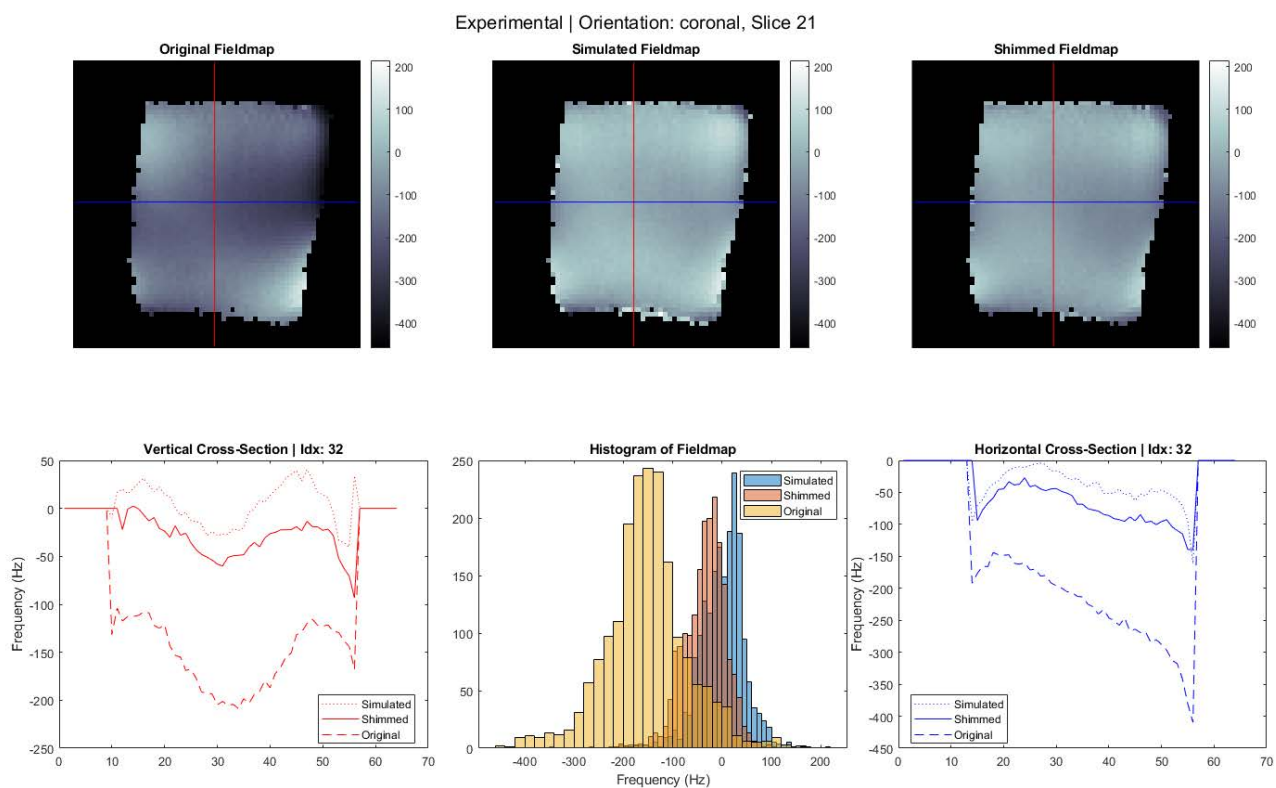 Experimental | Orientation: coronal, Slice 21
Original Fieldmap
200
100
0
-100
-200
-300
-400
Simulated Fieldmap
200
100
0
-100
-200
-300
-400
Shimmed Fieldmap
200
100
0
-100
-200
-300
-400
Vertical Cross-Section | Idx: 32
Frequency (Hz)
50
0
-50
-100
-150
-200
-250
0 10 20 30 40 50 60 70
Simulated
Shimmed
Original
Histogram of Fieldmap
250
200
150
100
50
0
-400 -300 -200 -100 0 100 200
Frequency (Hz)
Simulated
Shimmed
Original
Horizontal Cross-Section | Idx: 32
Frequency (Hz)
0
-50
-100
-150
-200
-250
-300
-350
-400
-450
0 10 20 30 40 50 60 70
Simulated
Shimmed
Original